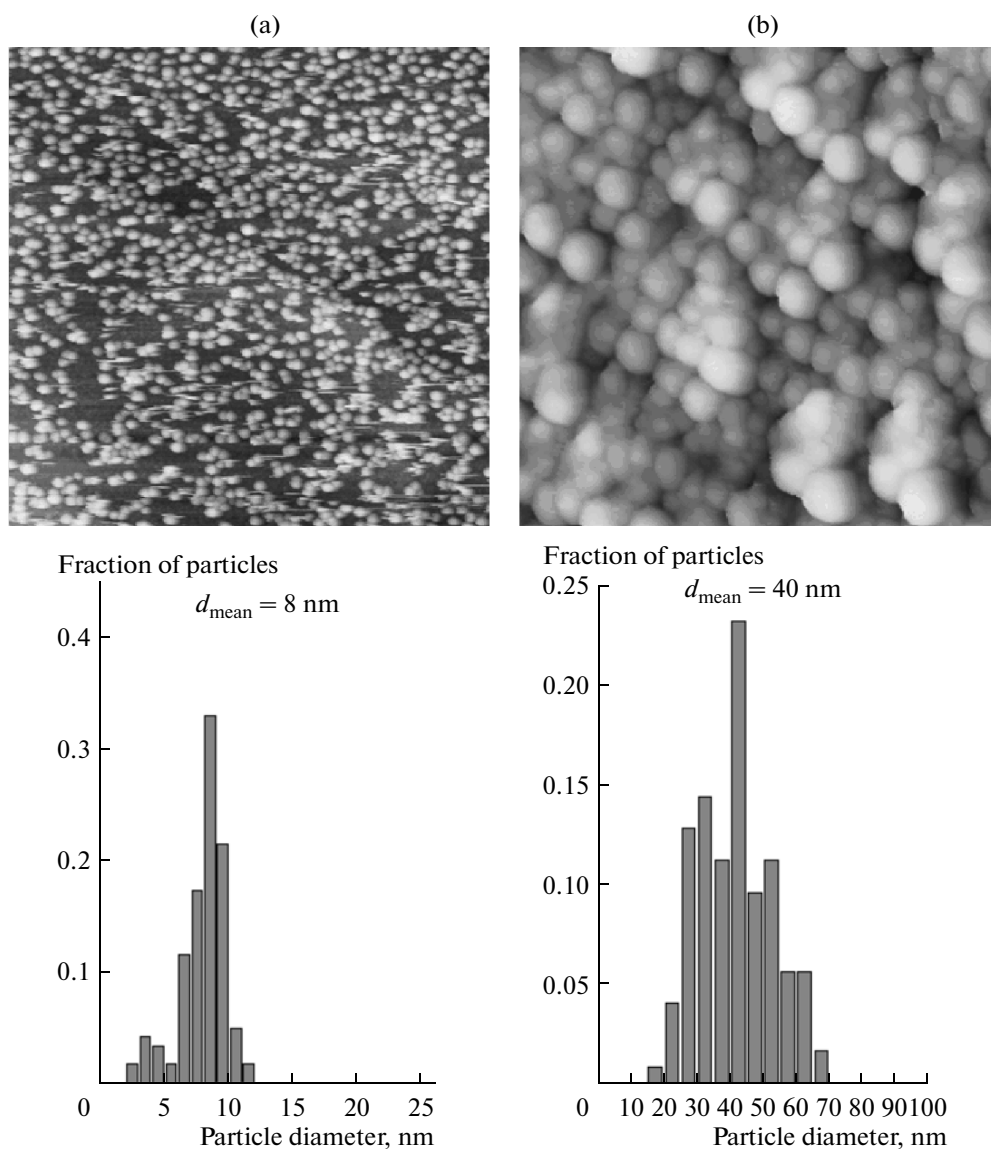 (a)
(b)
Fraction of particles
d_mean = 8 nm
0.4
0.3
0.2
0.1
0 5 10 15 20 25
Particle diameter, nm
Fraction of particles
0.25
d_mean = 40 nm
0.20
0.15
0.10
0.05
0 10 20 30 40 50 60 70 80 90 100
Particle diameter, nm